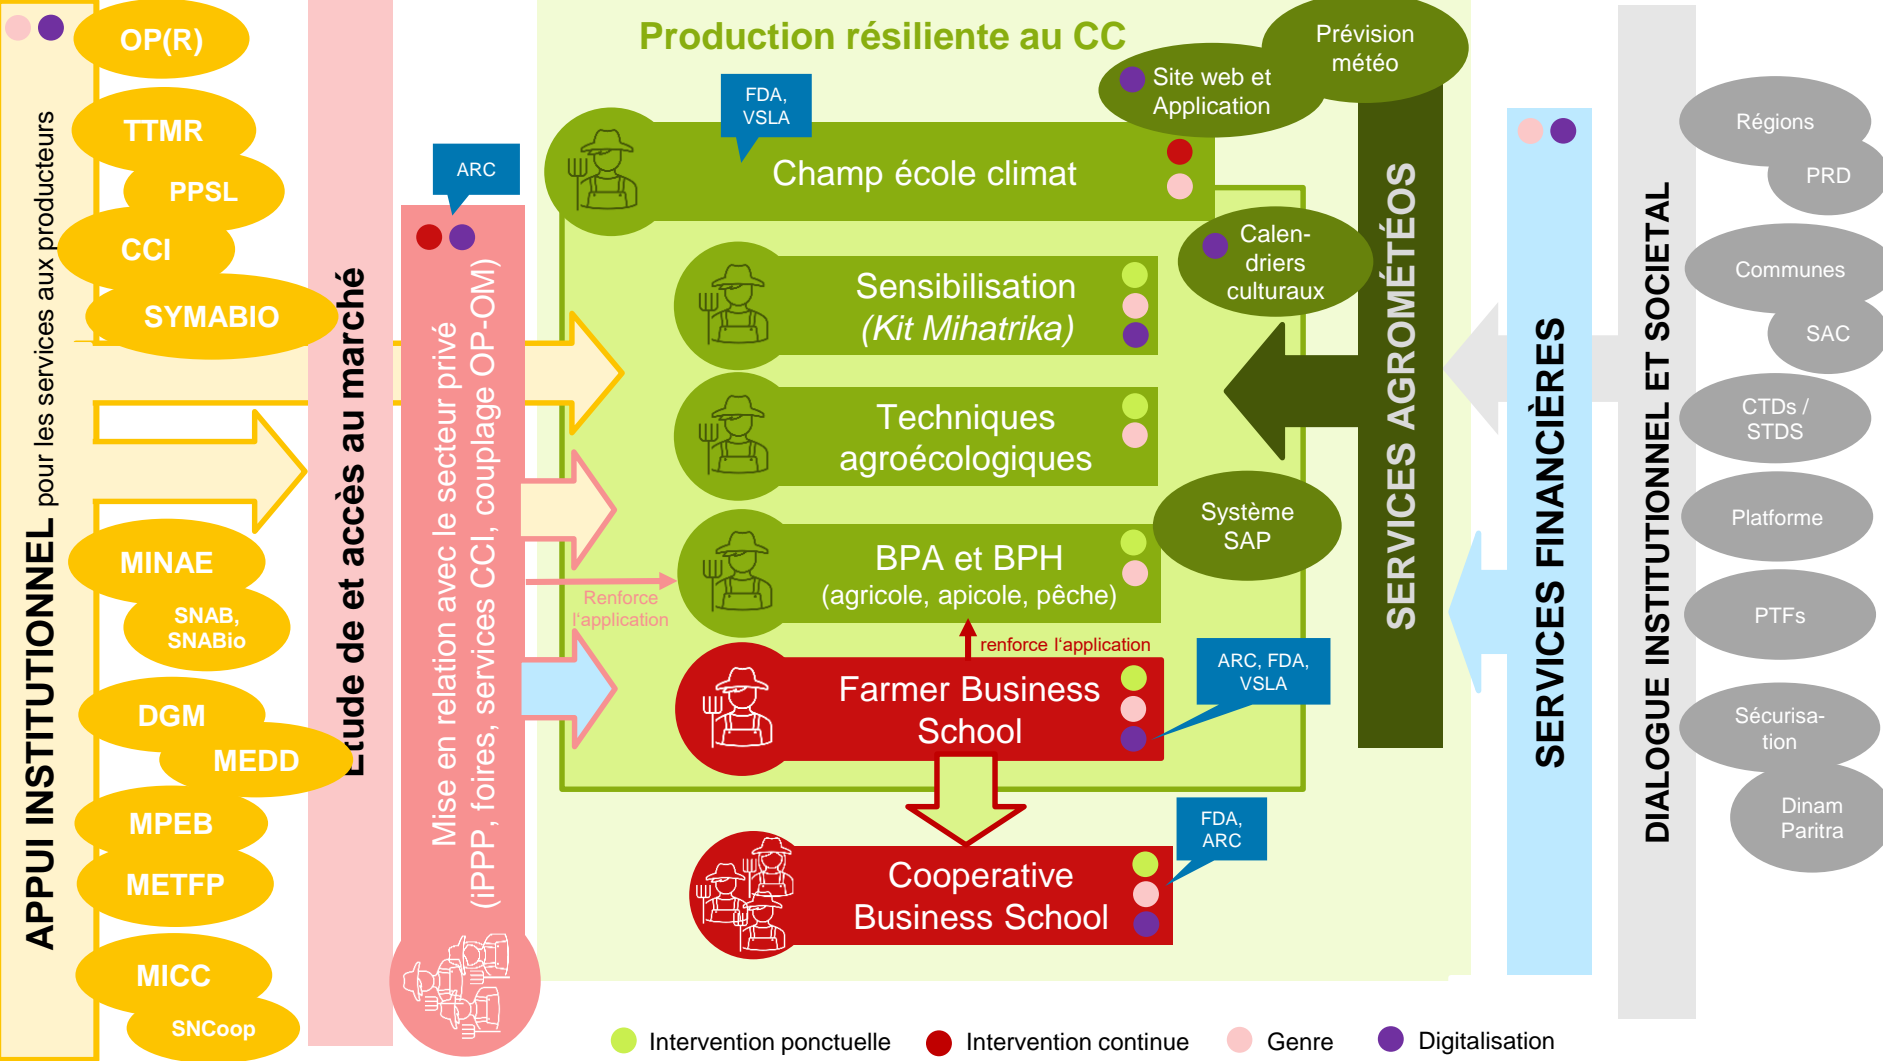 APPUI INSTITUTIONNEL pour les services aux producteurs
OP(R)
TTMR
PPSL
CCI
SYMABIO
MINAE
SNAB,
SNABio
DGM
MEDD
MPEB
METFP
MICC
SNCoop
Etude de et accès au marché
ARC
Mise en relation avec le secteur privé
(iPPP, foires, services CCI, couplage OP-OM)
Production résiliente au CC
FDA,
VSLA
Champ école climat
Sensibilisation
(Kit Mihatrika)
Techniques
agroécologiques
BPA et BPH
(agricole, apicole, pêche)
Renforce
l'application
renforce l'application
Farmer Business
School
ARC, FDA,
VSLA
Cooperative
Business School
FDA,
ARC
Prévision
météo
Site web et
Application
Calen-
driers
culturaux
Système
SAP
SERVICES AGROMÉTÉOS
SERVICES FINANCIÈRES
DIALOGUE INSTITUTIONNEL ET SOCIETAL
Régions
PRD
Communes
SAC
CTDs /
STDS
Platforme
PTFs
Sécurisa-
tion
Dinam
Paritra
Intervention ponctuelle
Intervention continue
Genre
Digitalisation